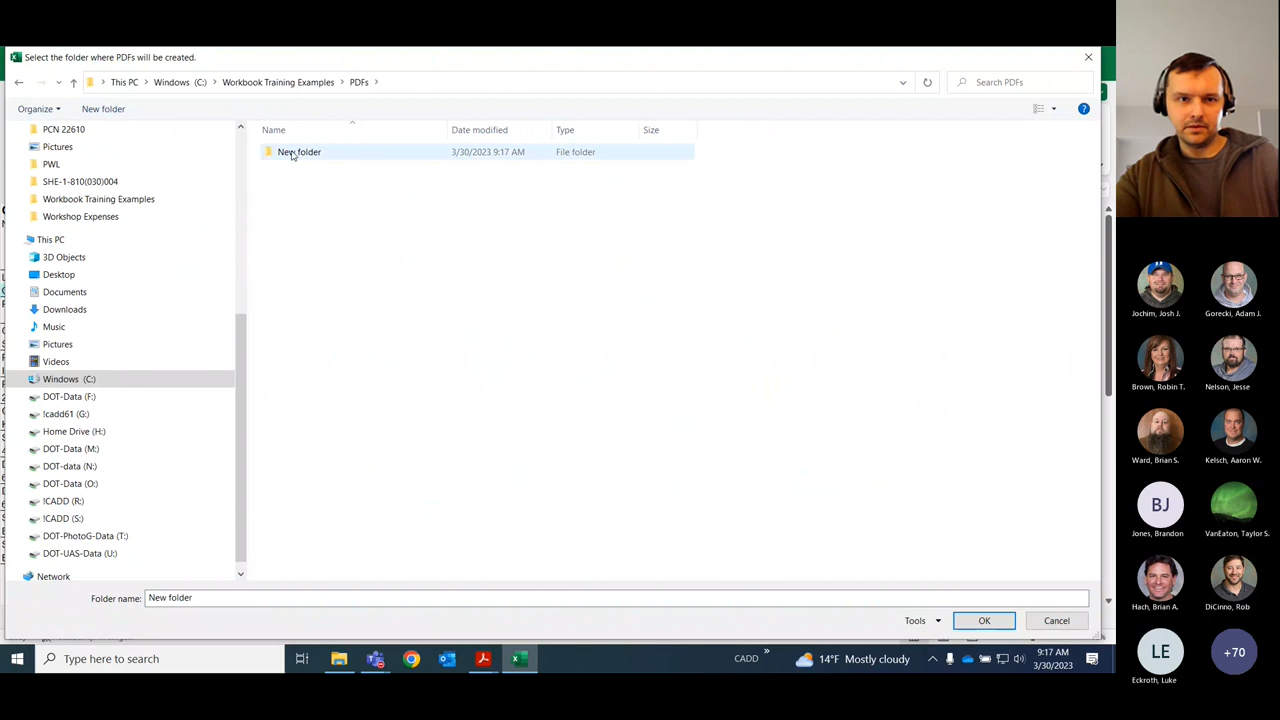 Select the folder where PDFs will be created.
This PC
Windows (C:)
Workbook Training Examples
PDFs
Search PDFs
Organize
New folder
PCN 22610
Pictures
PWL
SHE-1-810(030)004
Workbook Training Examples
Workshop Expenses
This PC
3D Objects
Desktop
Documents
Downloads
Music
Pictures
Videos
Windows (C:)
DOT-Data (F:)
!cadd61 (G:)
Home Drive (H:)
DOT-Data (M:)
DOT-data (N:)
DOT-Data (O:)
!CADD (R:)
!CADD (S:)
DOT-PhotoG-Data (T:)
DOT-UAS-Data (U:)
Network
Name Date modified Type Size
New folder 3/30/2023 9:17 AM File folder
Folder name: New folder
Tools OK Cancel
Type here to search
CADD
14°F Mostly cloudy
9:17 AM
3/30/2023
Jochim, Josh J.
Gorecki, Adam J.
Brown, Robin T.
Nelson, Jesse
Ward, Brian S.
Kelsch, Aaron W.
BJ
Jones, Brandon
VanEaton, Taylor S.
Hach, Brian A.
DiCinno, Rob
LE
Eckroth, Luke
+70